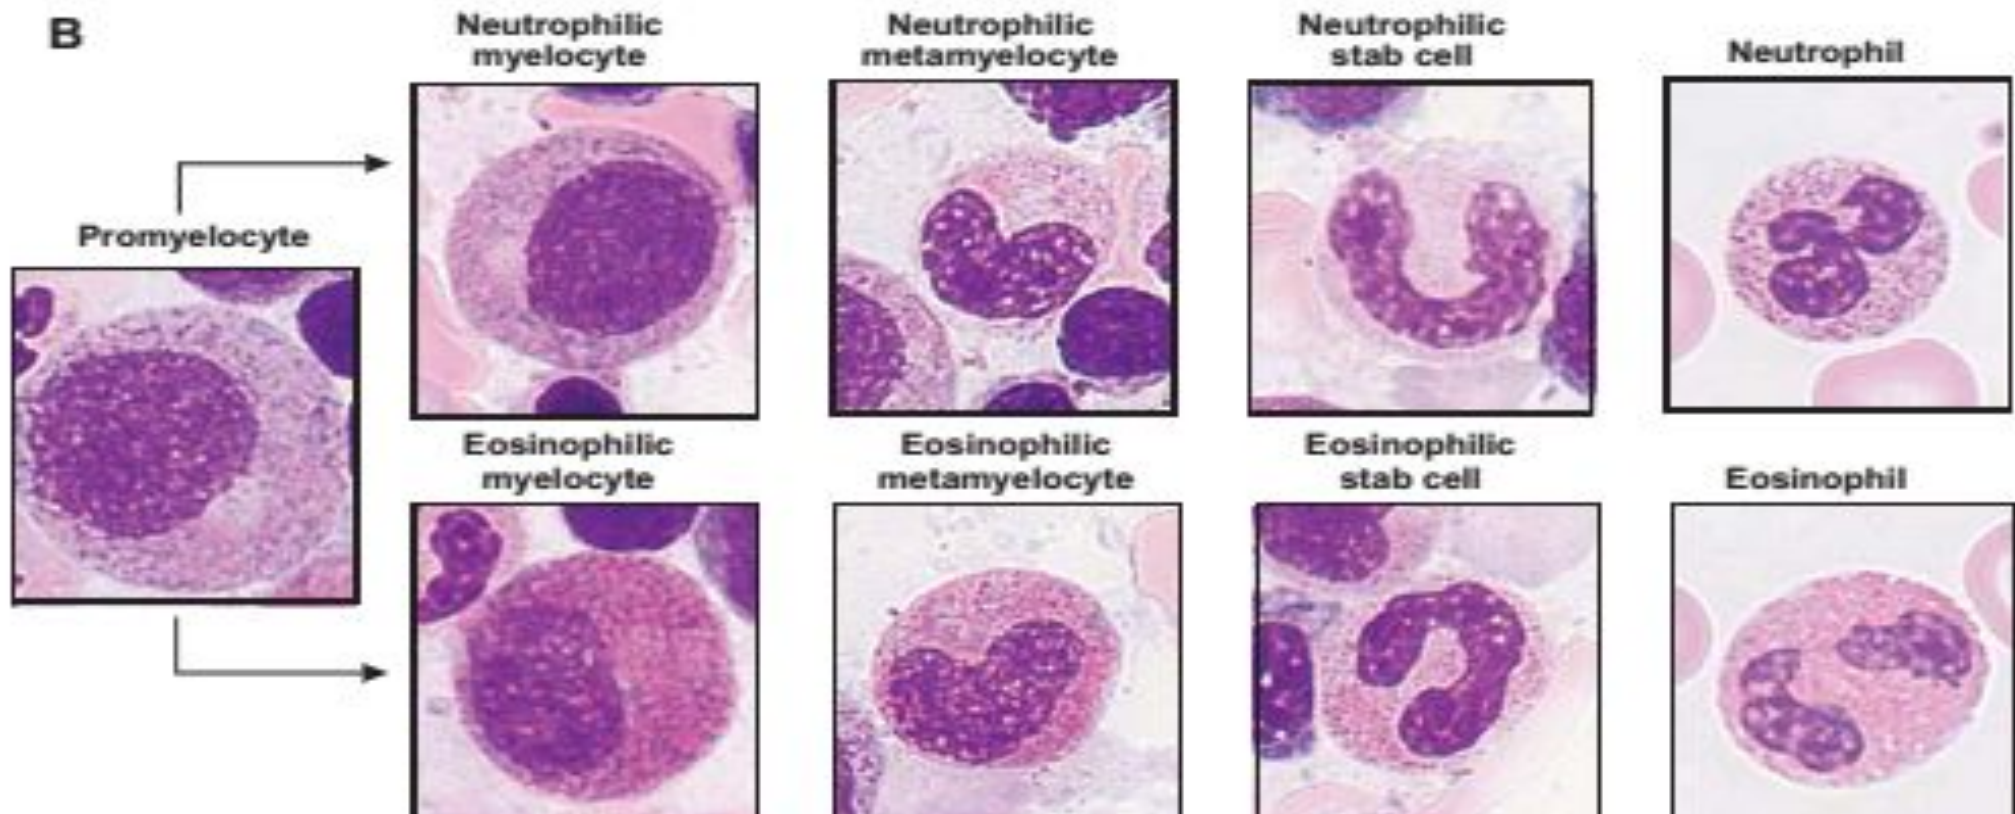 B
Neutrophilic
myelocyte
Neutrophilic
metamyelocyte
Neutrophilic
stab cell
Neutrophil
Promyelocyte
Eosinophilic
myelocyte
Eosinophilic
metamyelocyte
Eosinophilic
stab cell
Eosinophil